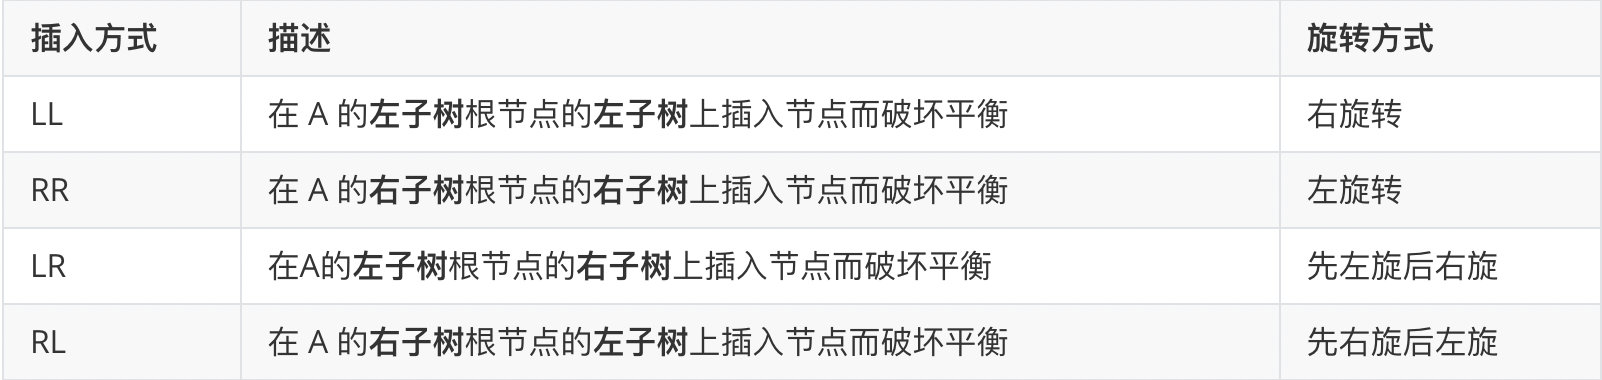 插入方式 描述 旋转方式
LL 在 A 的左子树根节点的左子树上插入节点而破坏平衡 右旋转
RR 在 A 的右子树根节点的右子树上插入节点而破坏平衡 左旋转
LR 在A的左子树根节点的右子树上插入节点而破坏平衡 先左旋后右旋
RL 在 A 的右子树根节点的左子树上插入节点而破坏平衡 先右旋后左旋